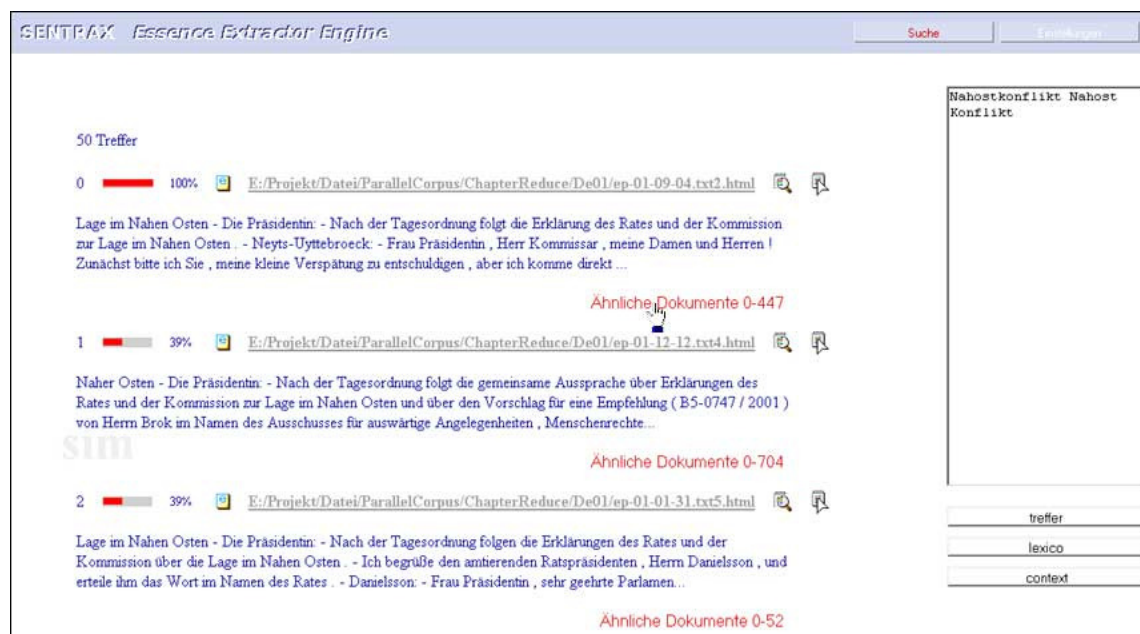 SENTRAX Essence Extractor Engine
Suche
Einstellungen
Nahostkonflikt Nahost
Konflikt
50 Treffer
0 100% E:/Projekt/Datei/ParallelCorpus/ChapterReduce/De01/ep-01-09-04.txt2.html
Lage im Nahen Osten - Die Präsidentin: - Nach der Tagesordnung folgt die Erklärung des Rates und der Kommission
zur Lage im Nahen Osten . - Neyts-Uyttebroeck: - Frau Präsidentin , Herr Kommissar , meine Damen und Herren !
Zunächst bitte ich Sie , meine kleine Verspätung zu entschuldigen , aber ich komme direkt ...
Ähnliche Dokumente 0-447
1 39% E:/Projekt/Datei/ParallelCorpus/ChapterReduce/De01/ep-01-12-12.txt4.html
Naher Osten - Die Präsidentin: - Nach der Tagesordnung folgt die gemeinsame Aussprache über Erklärungen des
Rates und der Kommission zur Lage im Nahen Osten und über den Vorschlag für eine Empfehlung ( B5-0747 / 2001 )
von Herrn Brok im Namen des Ausschusses für auswärtige Angelegenheiten , Menschenrechte...
sim
Ähnliche Dokumente 0-704
2 39% E:/Projekt/Datei/ParallelCorpus/ChapterReduce/De01/ep-01-01-31.txt5.html
Lage im Nahen Osten - Die Präsidentin: - Nach der Tagesordnung folgen die Erklärungen des Rates und der
Kommission über die Lage im Nahen Osten . - Ich begrüße den amtierenden Ratspräsidenten , Herrn Danielsson , und
erteile ihm das Wort im Namen des Rates . - Danielsson: - Frau Präsidentin , sehr geehrte Parlamen...
Ähnliche Dokumente 0-52
treffer
lexico
context